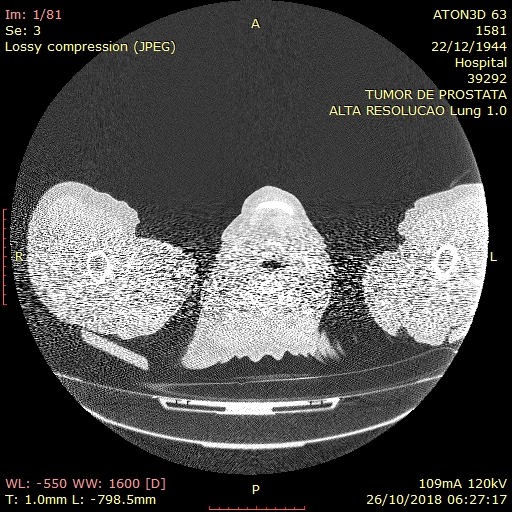 Im: 1/81
Se: 3
Lossy compression (JPEG)
ATON3D 63
1581
22/12/1944
Hospital
39292
TUMOR DE PROSTATA
ALTA RESOLUCAO Lung 1.0
A
R
L
P
WL: -550 WW: 1600 [D]
T: 1.0mm L: -798.5mm
109mA 120kV
26/10/2018 06:27:17